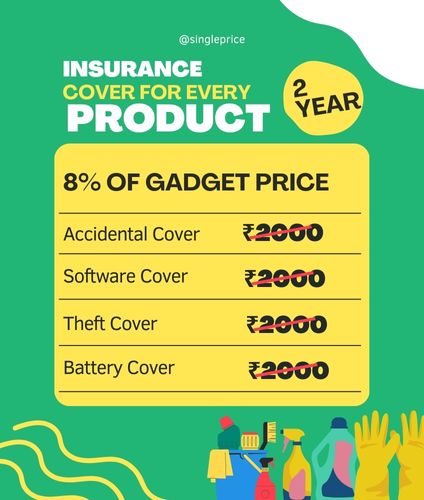 @singleprice
INSURANCE
COVER FOR EVERY
PRODUCT
2
YEAR
8% OF GADGET PRICE
Accidental Cover ₹2000
Software Cover ₹2000
Theft Cover ₹2000
Battery Cover ₹2000